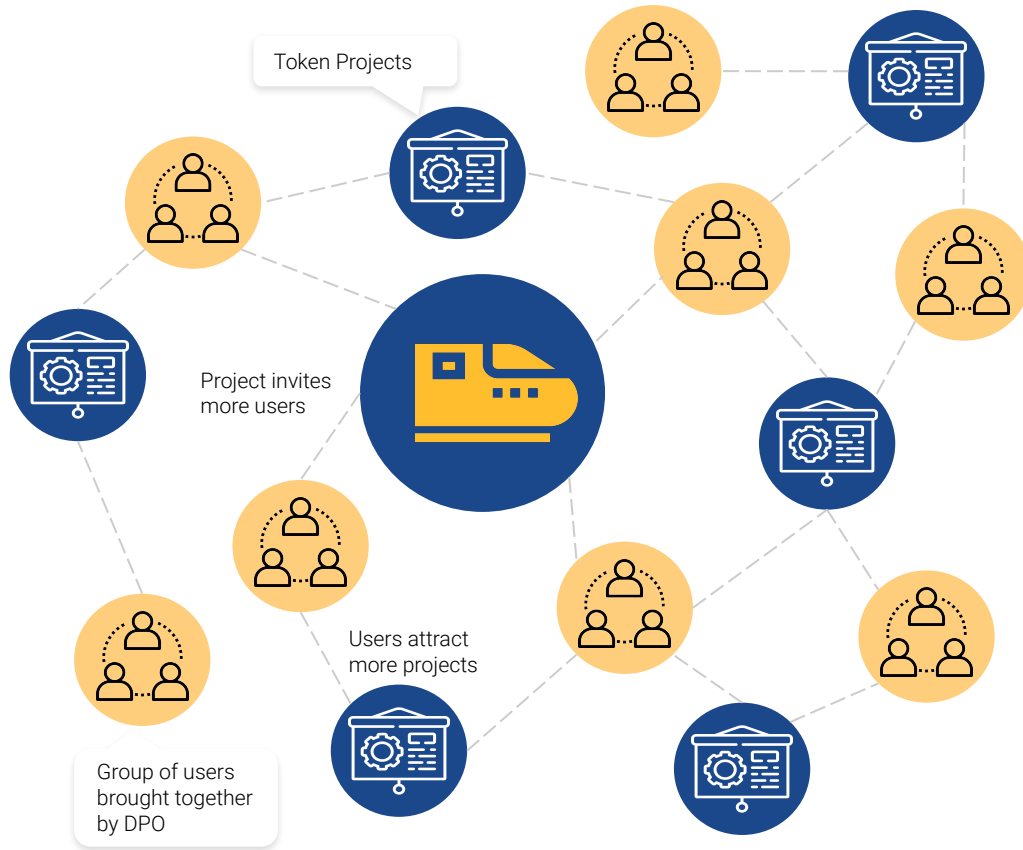 Token Projects
Project invites
more users
Users attract
more projects
Group of users
brought together
by DPO